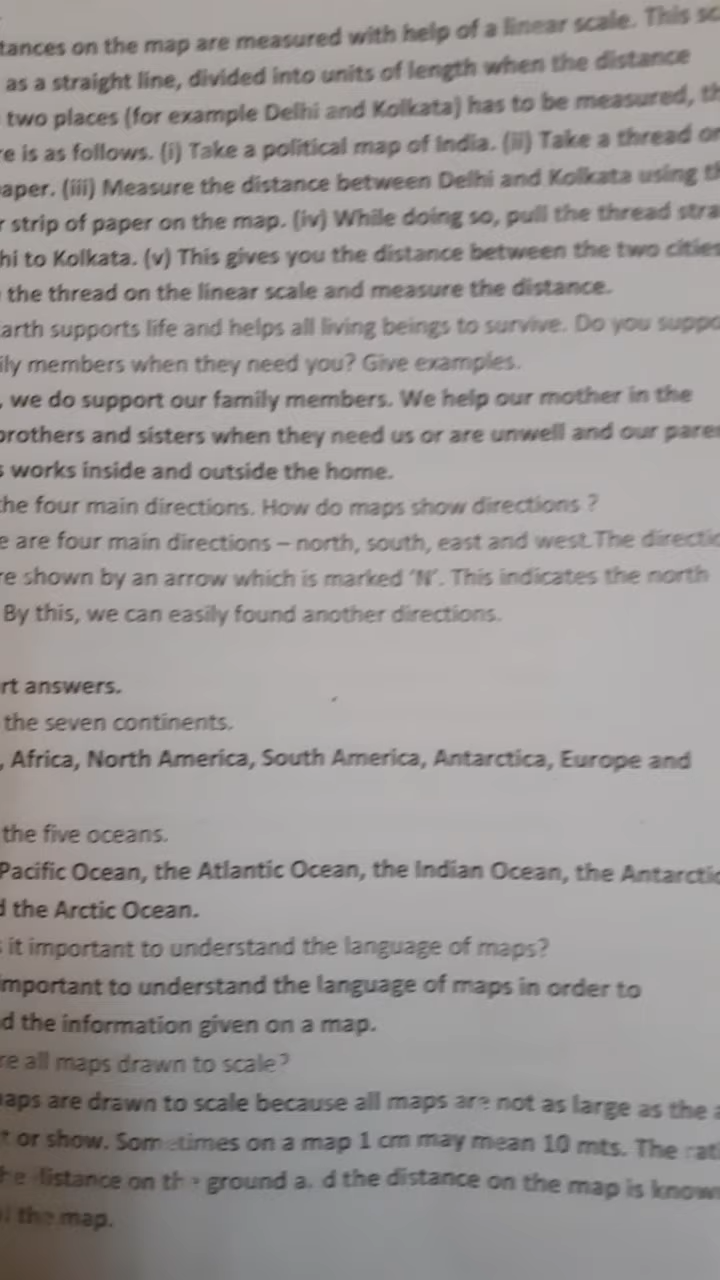 tances on the map are measured with help of a linear scale. This sc
as a straight line, divided into units of length when the distance
two places (for example Delhi and Kolkata) has to be measured, th
re is as follows. (i) Take a political map of India. (ii) Take a thread or
aper. (iii) Measure the distance between Delhi and Kolkata using th
r strip of paper on the map. (iv) While doing so, pull the thread stra
hi to Kolkata. (v) This gives you the distance between the two cities
the thread on the linear scale and measure the distance.
arth supports life and helps all living beings to survive. Do you suppo
ily members when they need you? Give examples.
, we do support our family members. We help our mother in the
brothers and sisters when they need us or are unwell and our pare
s works inside and outside the home.
the four main directions. How do maps show directions ?
e are four main directions – north, south, east and west.The directio
re shown by an arrow which is marked ‘N’. This indicates the north
By this, we can easily found another directions.
rt answers.
the seven continents.
, Africa, North America, South America, Antarctica, Europe and
the five oceans.
Pacific Ocean, the Atlantic Ocean, the Indian Ocean, the Antarctic
d the Arctic Ocean.
s it important to understand the language of maps?
important to understand the language of maps in order to
d the information given on a map.
re all maps drawn to scale?
aps are drawn to scale because all maps are not as large as the a
t or show. Sometimes on a map 1 cm may mean 10 mts. The rat
he distance on the ground and the distance on the map is know
the map.